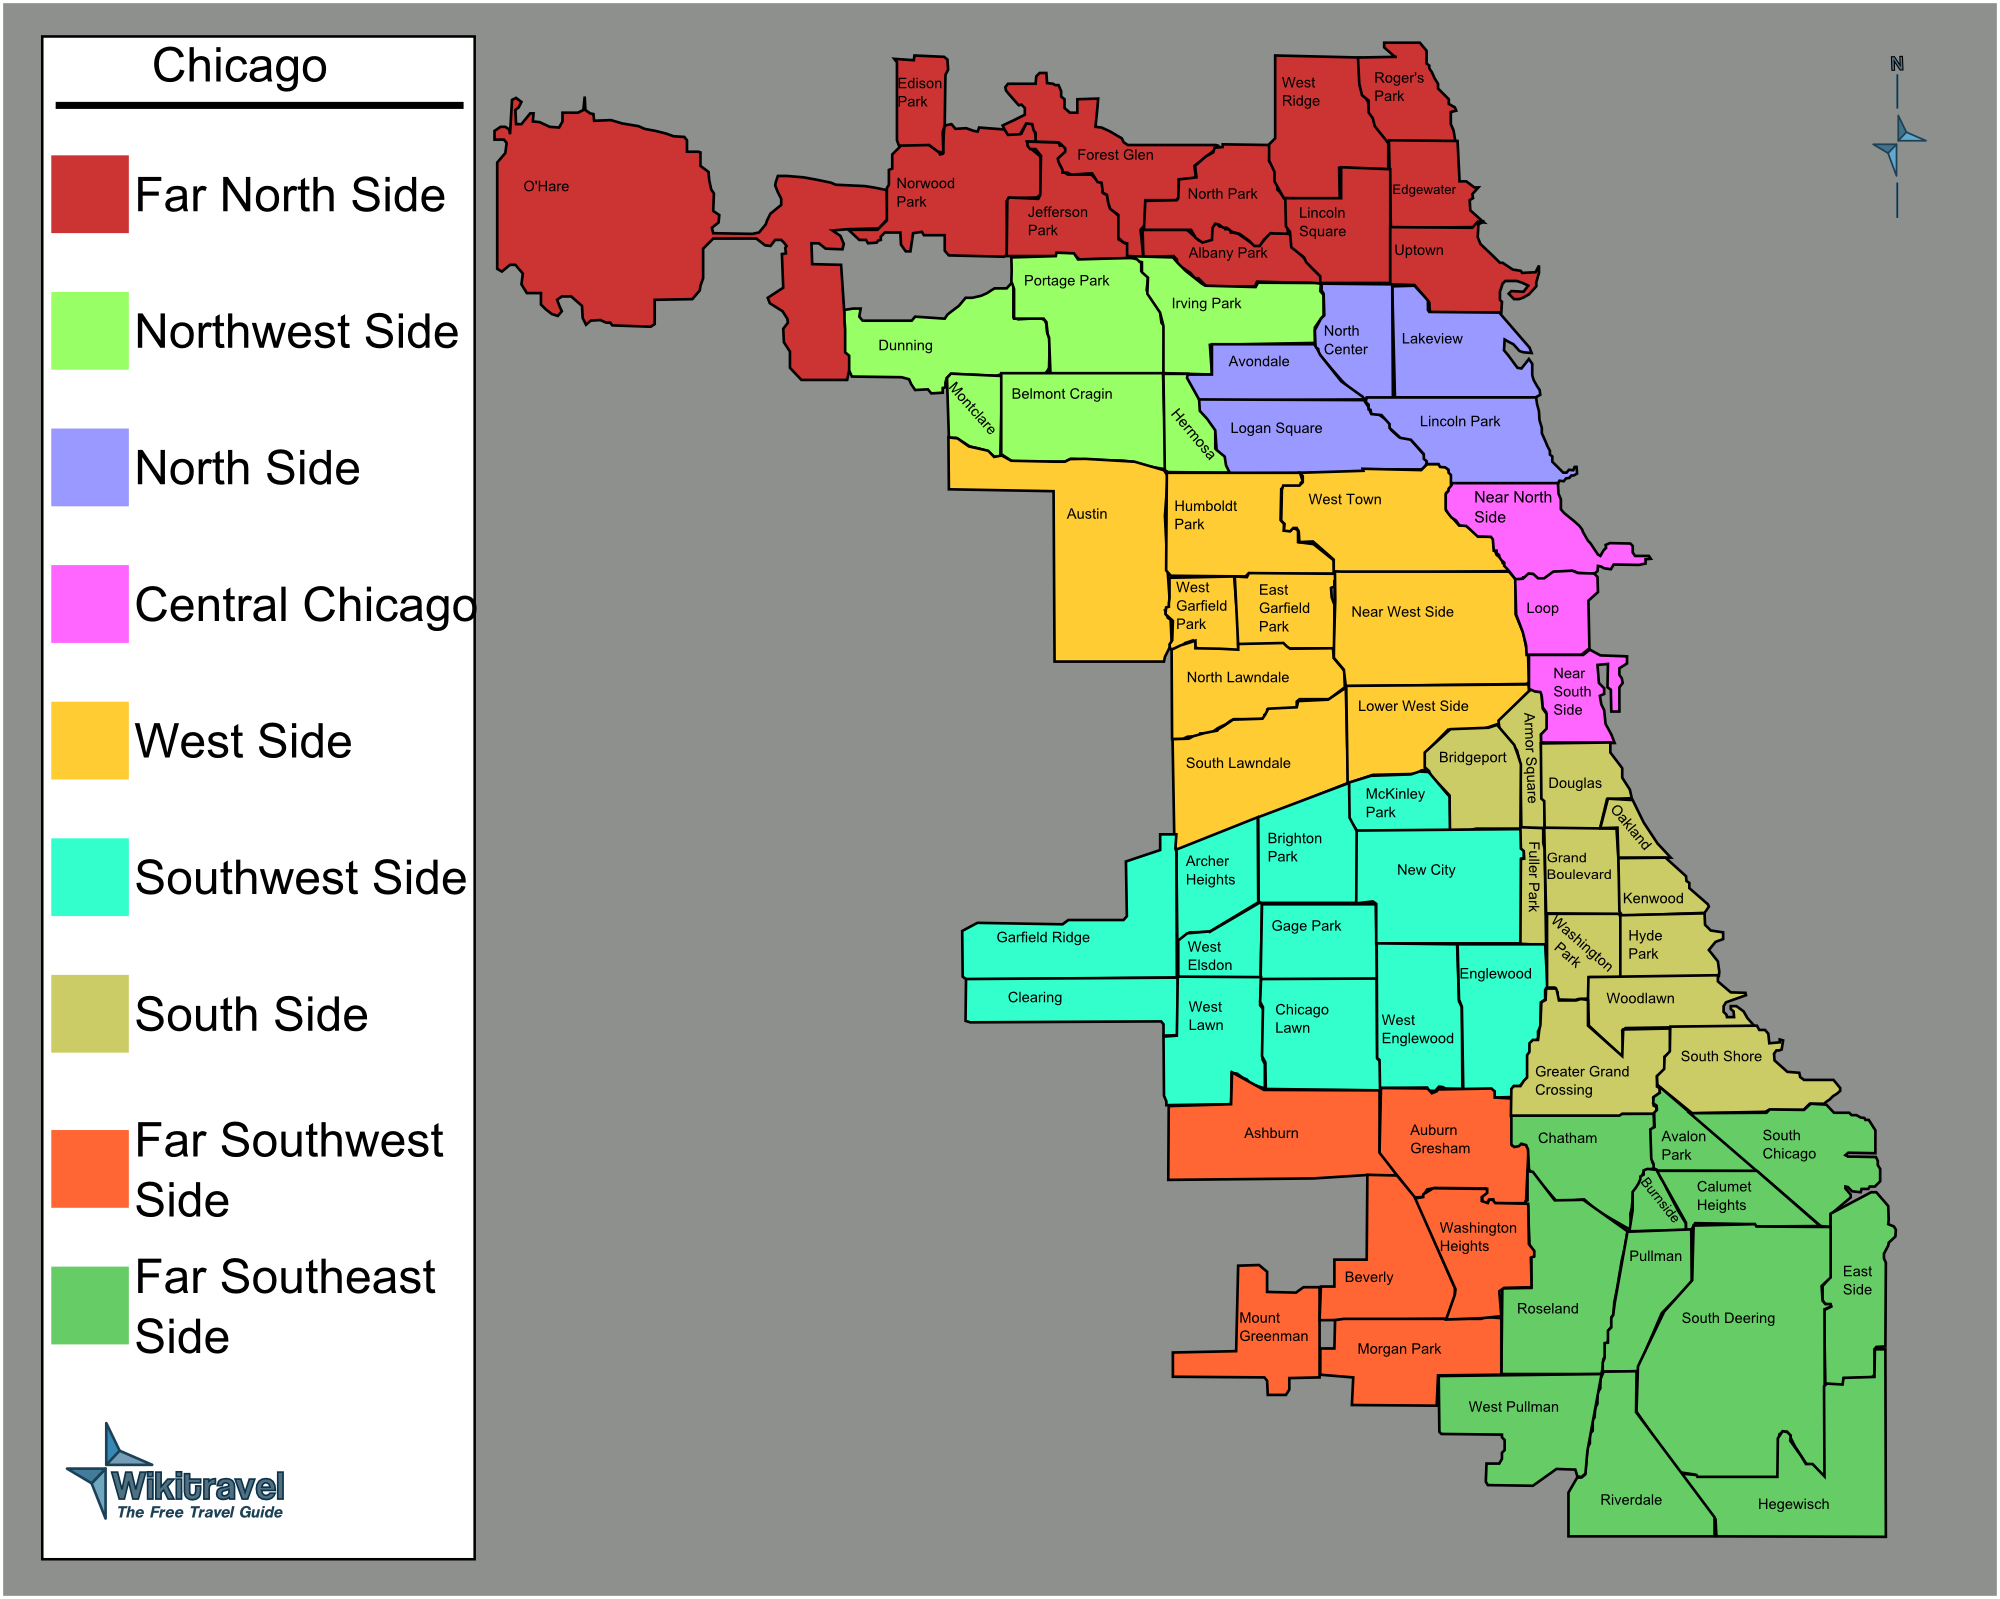 Chicago
Far North Side
Northwest Side
North Side
Central Chicago
West Side
Southwest Side
South Side
Far Southwest
Side
Far Southeast
Side
Wikitravel
The Free Travel Guide
N
Edison
Park
West
Ridge
Roger's
Park
O'Hare
Norwood
Park
Forest Glen
Jefferson
Park
North Park
Lincoln
Square
Edgewater
Albany Park
Uptown
Portage Park
Irving Park
Dunning
North
Center
Lakeview
Avondale
Montclare
Belmont Cragin
Hermosa
Logan Square
Lincoln Park
Austin
Humboldt
Park
West Town
Near North
Side
West
Garfield
Park
East
Garfield
Park
Near West Side
Loop
North Lawndale
Near
South
Side
Lower West Side
South Lawndale
Bridgeport
Armor Square
Douglas
McKinley
Park
Oakland
Brighton
Park
Archer
Heights
New City
Fuller Park
Grand
Boulevard
Kenwood
Garfield Ridge
West
Elsdon
Gage Park
Washington
Park
Hyde
Park
Clearing
West
Lawn
Chicago
Lawn
West
Englewood
Englewood
Woodlawn
Greater Grand
Crossing
South Shore
Ashburn
Auburn
Gresham
Chatham
Avalon
Park
South
Chicago
Burnside
Calumet
Heights
Washington
Heights
Beverly
Pullman
East
Side
Mount
Greenman
Roseland
South Deering
Morgan Park
West Pullman
Riverdale
Hegewisch